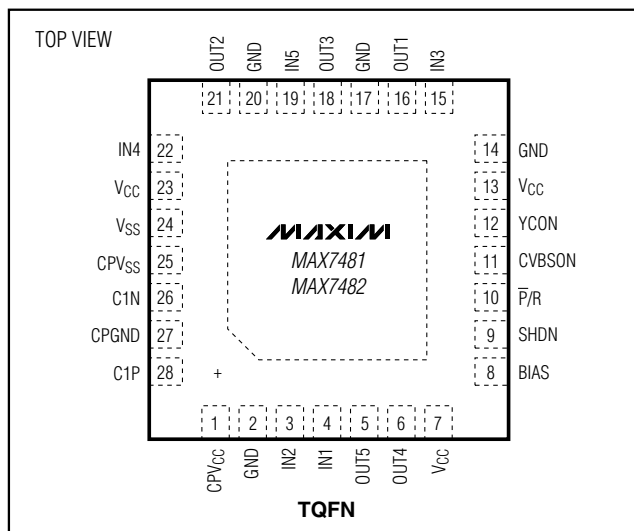 TOP VIEW
OUT2 GND IN5 OUT3 GND OUT1 IN3
21 20 19 18 17 16 15
IN4 22 14 GND
VCC 23 13 VCC
VSS 24 12 YCON
CPVSS 25 11 CVBSON
C1N 26 10 P̅/R
CPGND 27 9 SHDN
C1P 28 8 BIAS
MAXIM
MAX7481
MAX7482
+
1 2 3 4 5 6 7
CPVCC GND IN2 IN1 OUT5 OUT4 VCC
TQFN